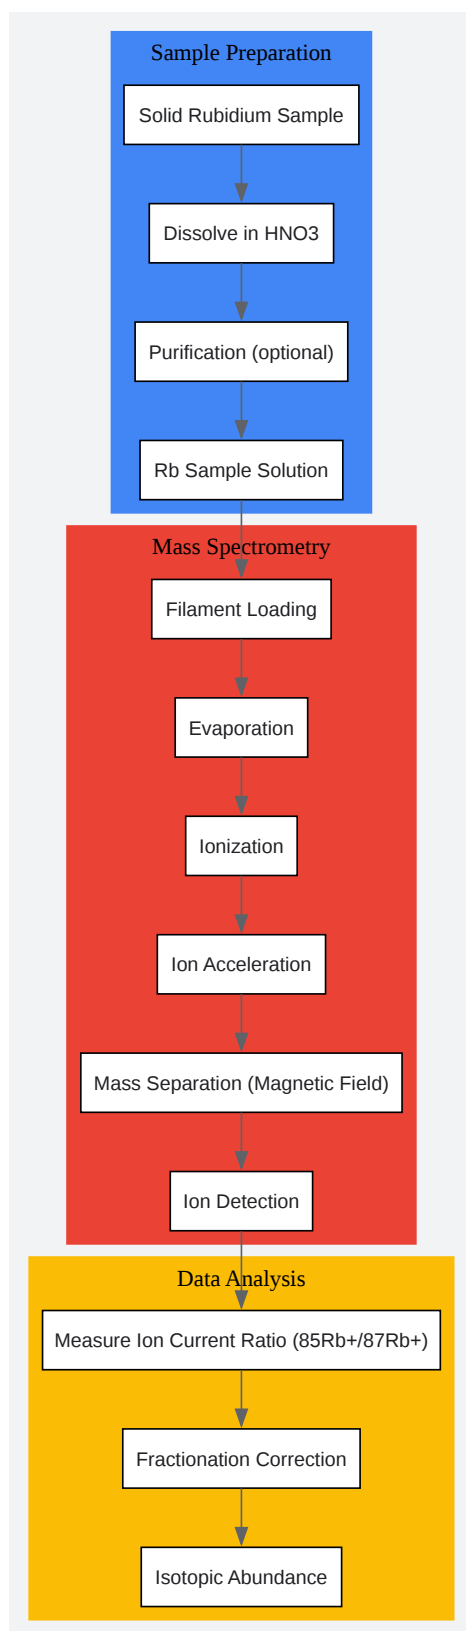 Sample Preparation
Solid Rubidium Sample
Dissolve in HNO3
Purification (optional)
Rb Sample Solution
Mass Spectrometry
Filament Loading
Evaporation
Ionization
Ion Acceleration
Mass Separation (Magnetic Field)
Ion Detection
Data Analysis
Measure Ion Current Ratio (85Rb+/87Rb+)
Fractionation Correction
Isotopic Abundance